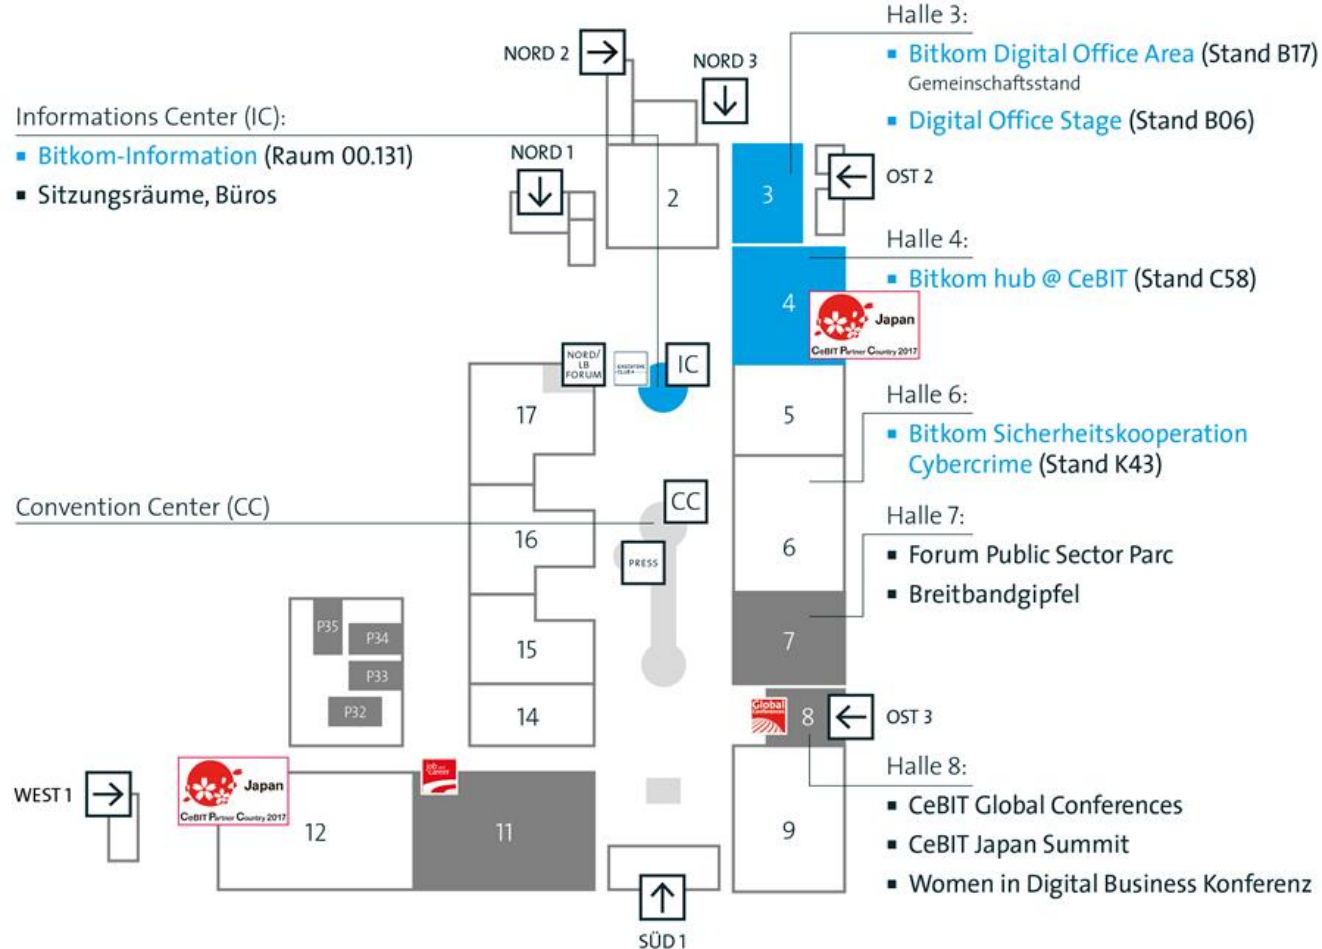 Halle 3:
▪ Bitkom Digital Office Area (Stand B17)
Gemeinschaftsstand
▪ Digital Office Stage (Stand B06)
NORD 2
NORD 3
Informations Center (IC):
▪ Bitkom-Information (Raum 00.131)
▪ Sitzungsräume, Büros
NORD 1
2
3
OST 2
Halle 4:
▪ Bitkom hub @ CeBIT (Stand C58)
4
Japan
CeBIT Partner Country 2017
NORD/
LB
FORUM
IC
17
5
Halle 6:
▪ Bitkom Sicherheitskooperation
Cybercrime (Stand K43)
Convention Center (CC)
CC
16
PRESS
6
Halle 7:
▪ Forum Public Sector Parc
▪ Breitbandgipfel
P35
P34
P33
P32
15
7
14
Global
Conferences
8
OST 3
Halle 8:
▪ CeBIT Global Conferences
▪ CeBIT Japan Summit
▪ Women in Digital Business Konferenz
WEST 1
Japan
CeBIT Partner Country 2017
job and
career
12
11
9
SÜD 1